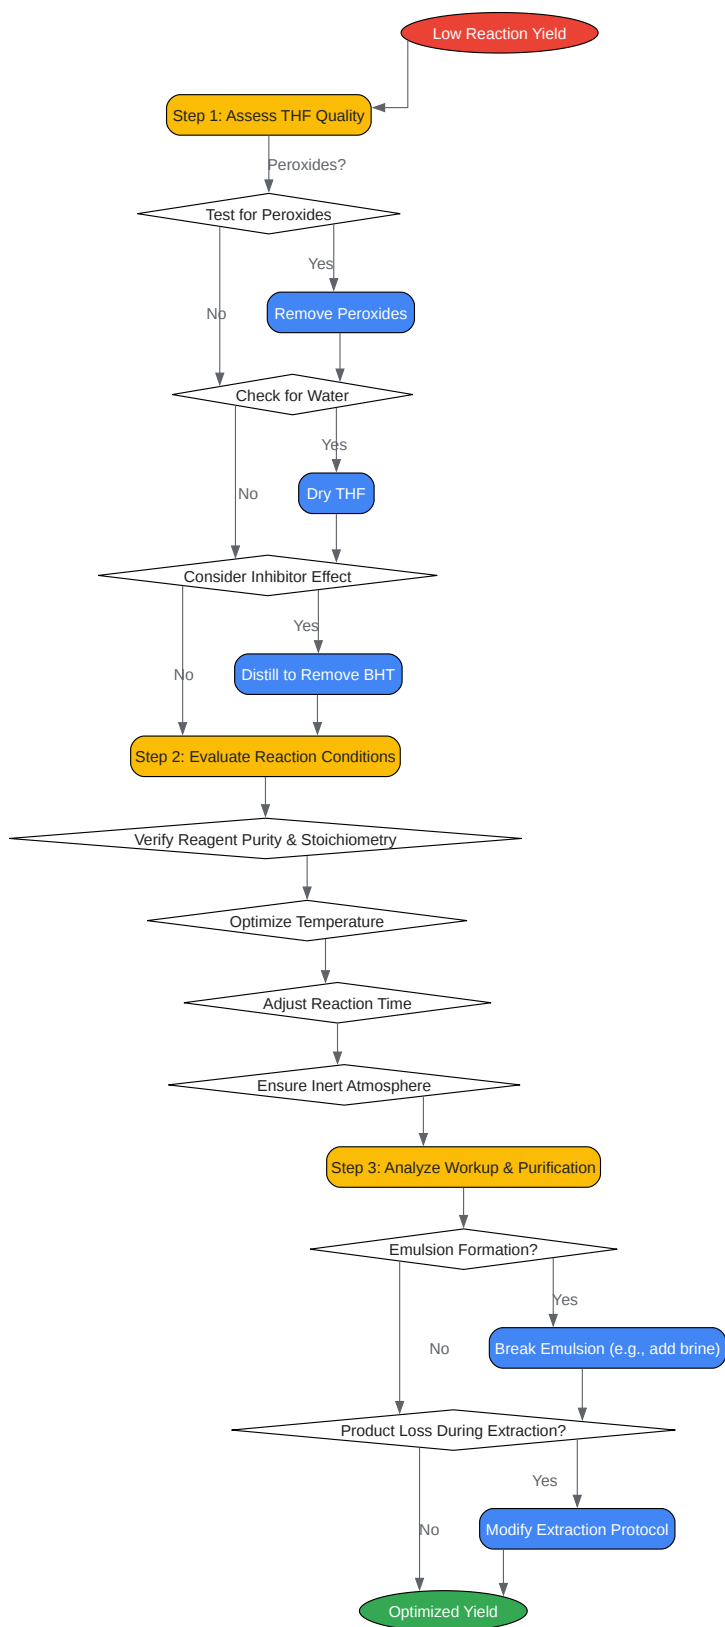 Low Reaction Yield
Step 1: Assess THF Quality
Peroxides?
Test for Peroxides
Yes
No
Remove Peroxides
Check for Water
Yes
No
Dry THF
Consider Inhibitor Effect
Yes
No
Distill to Remove BHT
Step 2: Evaluate Reaction Conditions
Verify Reagent Purity & Stoichiometry
Optimize Temperature
Adjust Reaction Time
Ensure Inert Atmosphere
Step 3: Analyze Workup & Purification
Emulsion Formation?
Yes
No
Break Emulsion (e.g., add brine)
Product Loss During Extraction?
Yes
No
Modify Extraction Protocol
Optimized Yield